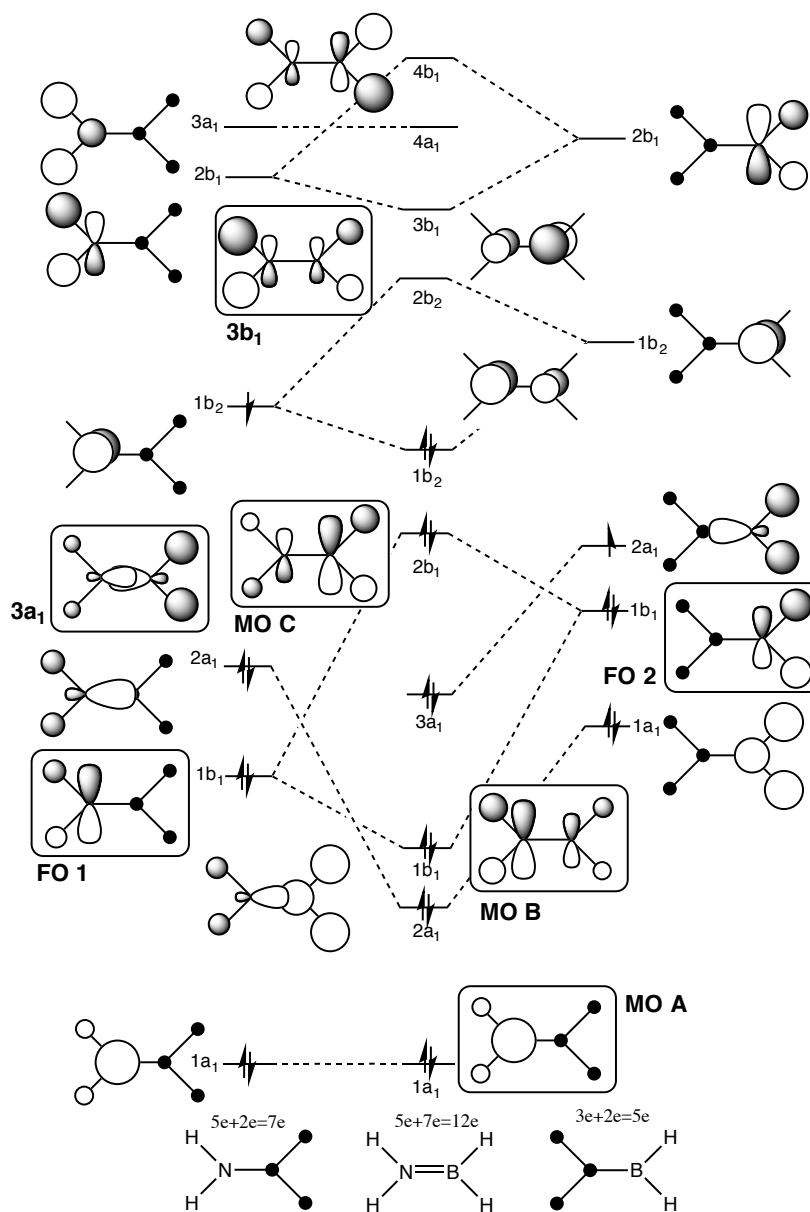 4b₁
3a₁
4a₁
2b₁
2b₁
3b₁
3b₁
2b₂
1b₂
1b₂
1b₂
2a₁
2b₁
MO C
3a₁
1b₁
FO 2
2a₁
3a₁
1a₁
1b₁
FO 1
1b₁
MO B
2a₁
MO A
1a₁
1a₁
5e+2e=7e
5e+7e=12e
3e+2e=5e
H
H
H
H
N
N
B
B
H
H
H
H